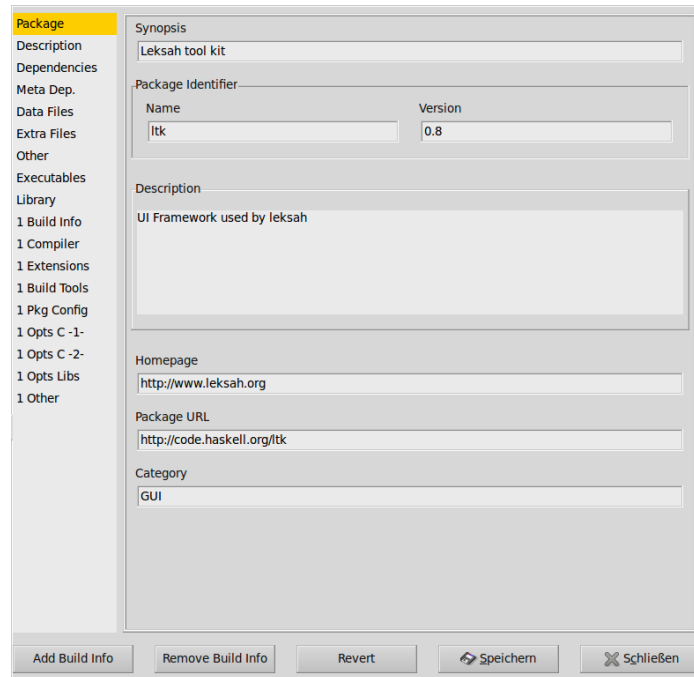 Package
Description
Dependencies
Meta Dep.
Data Files
Extra Files
Other
Executables
Library
1 Build Info
1 Compiler
1 Extensions
1 Build Tools
1 Pkg Config
1 Opts C -1-
1 Opts C -2-
1 Opts Libs
1 Other
Synopsis
Leksah tool kit
Package Identifier
Name Version
ltk 0.8
Description
UI Framework used by leksah
Homepage
http://www.leksah.org
Package URL
http://code.haskell.org/ltk
Category
GUI
Add Build Info Remove Build Info Revert Speichern Schließen